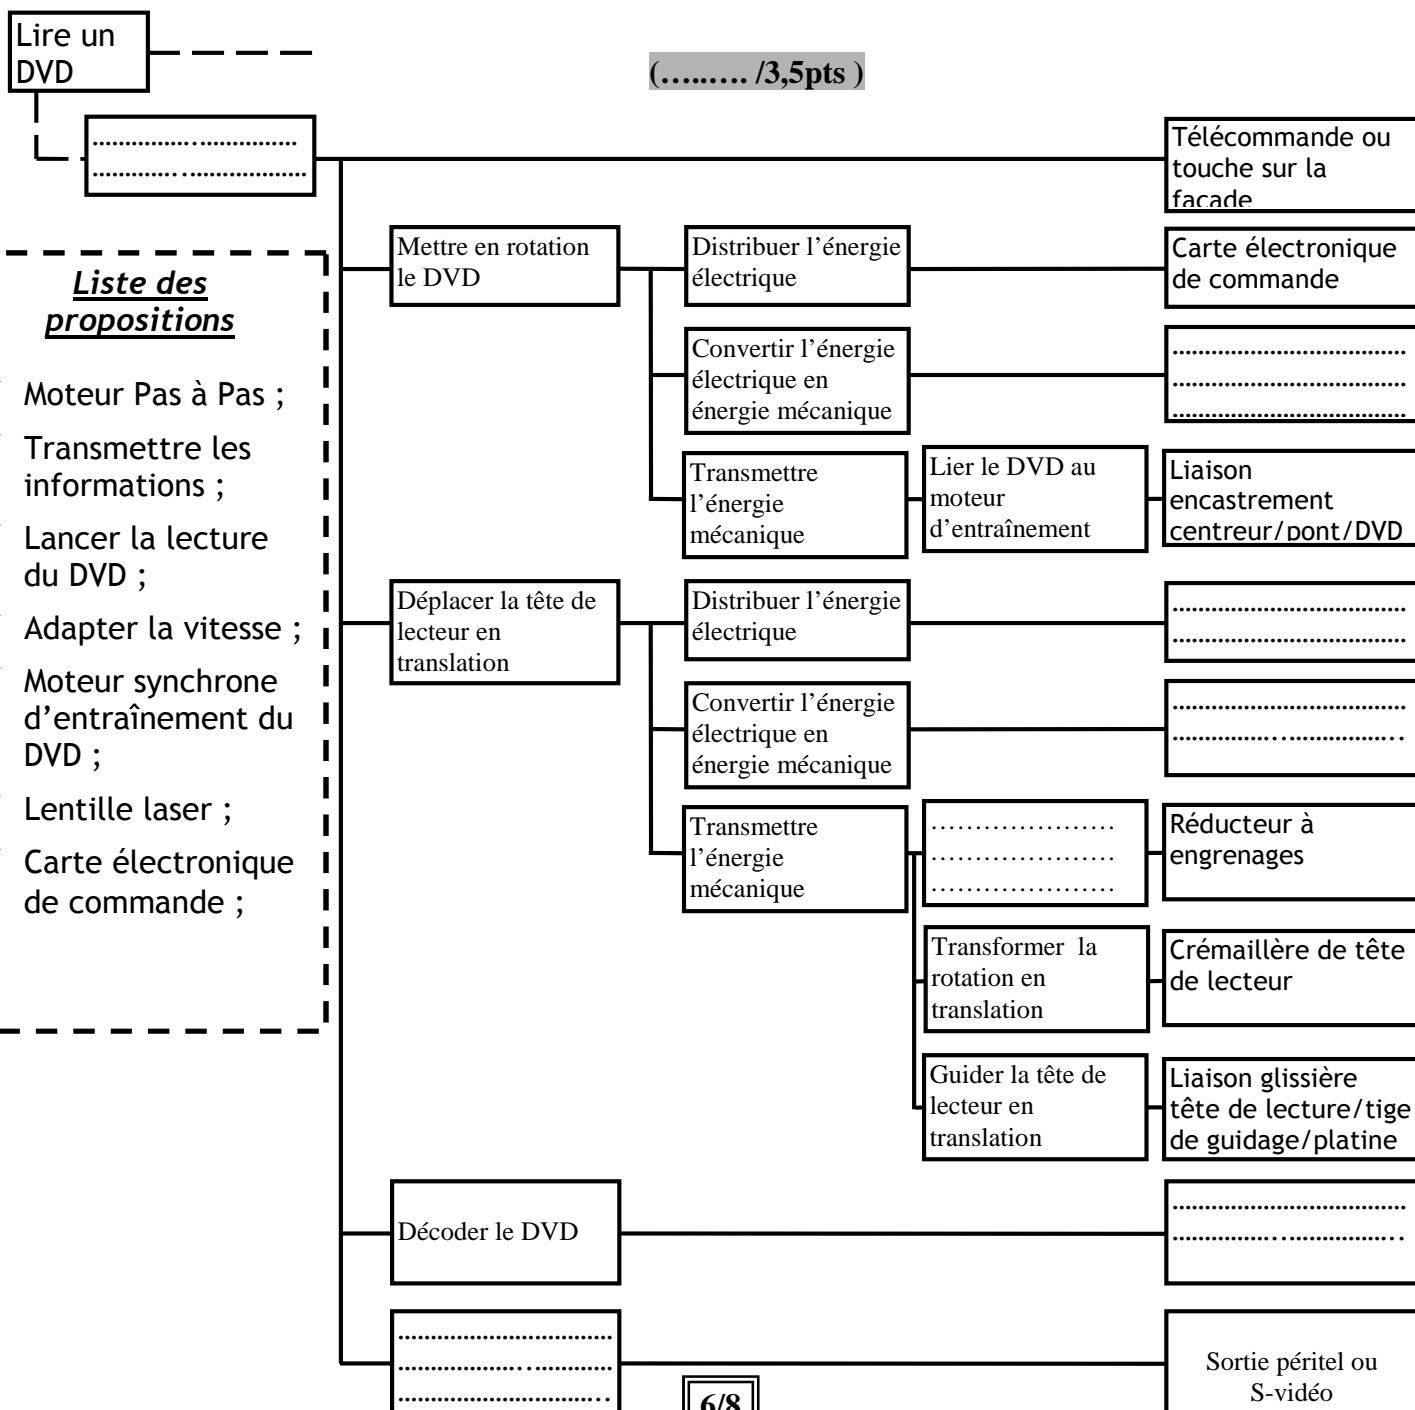 Lire un
DVD
(…..…. /3,5pts )
................. ................
.............. ....................
Télécommande ou
touche sur la
façade
Liste des
propositions
Moteur Pas à Pas ;
Transmettre les
informations ;
Lancer la lecture
du DVD ;
Adapter la vitesse ;
Moteur synchrone
d’entraînement du
DVD ;
Lentille laser ;
Carte électronique
de commande ;
Mettre en rotation
le DVD
Distribuer l’énergie
électrique
Carte électronique
de commande
Convertir l’énergie
électrique en
énergie mécanique
....................................
....................................
....................................
Transmettre
l’énergie
mécanique
Lier le DVD au
moteur
d’entraînement
Liaison
encastrement
centreur/pont/DVD
Déplacer la tête de
lecteur en
translation
Distribuer l’énergie
électrique
....................................
....................................
Convertir l’énergie
électrique en
énergie mécanique
....................................
...............‥...............‥
Transmettre
l’énergie
mécanique
…………………
…………………
…………………
Réducteur à
engrenages
Transformer la
rotation en
translation
Crémaillère de tête
de lecteur
Guider la tête de
lecteur en
translation
Liaison glissière
tête de lecture/tige
de guidage/platine
Décoder le DVD
....................................
...............‥...............‥
.................................
.................. ............
...............................‥
Sortie péritel ou
S-vidéo
6/8